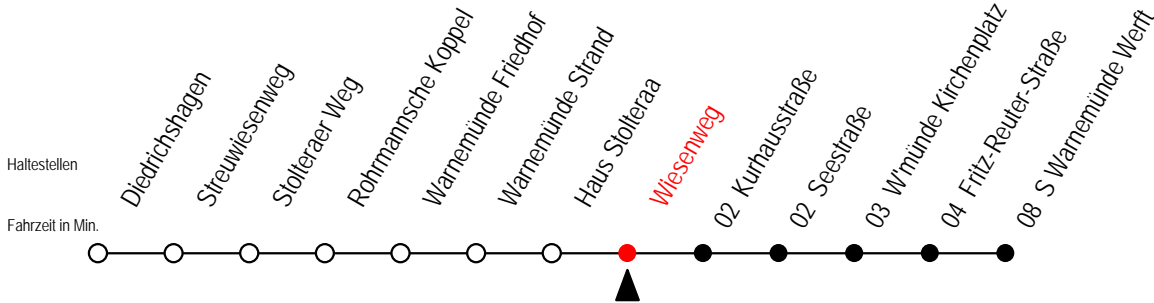 Haltestellen
Diedrichshagen
Streuwiesenweg
Stolteraer Weg
Rohrmannsche Koppel
Warnemünde Friedhof
Warnemünde Strand
Haus Stolteraa
Wiesenweg
02 Kurhausstraße
02 Seestraße
03 W'münde Kirchenplatz
04 Fritz-Reuter-Straße
08 S Warnemünde Werft
Fahrzeit in Min.